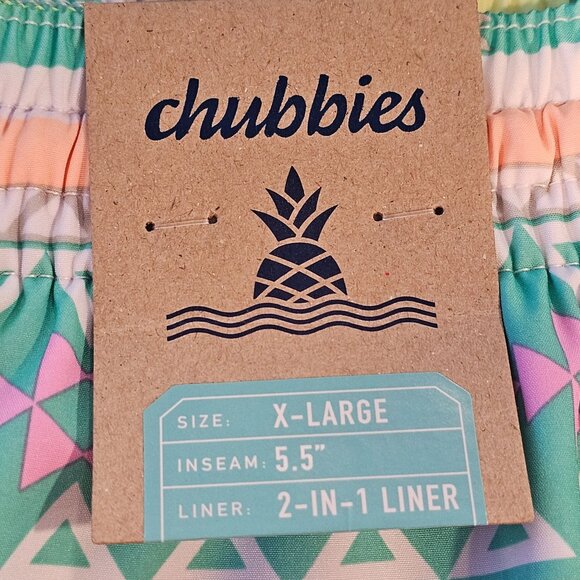 chubbies
SIZE: X-LARGE
INSEAM: 5.5"
LINER: 2-IN-1 LINER